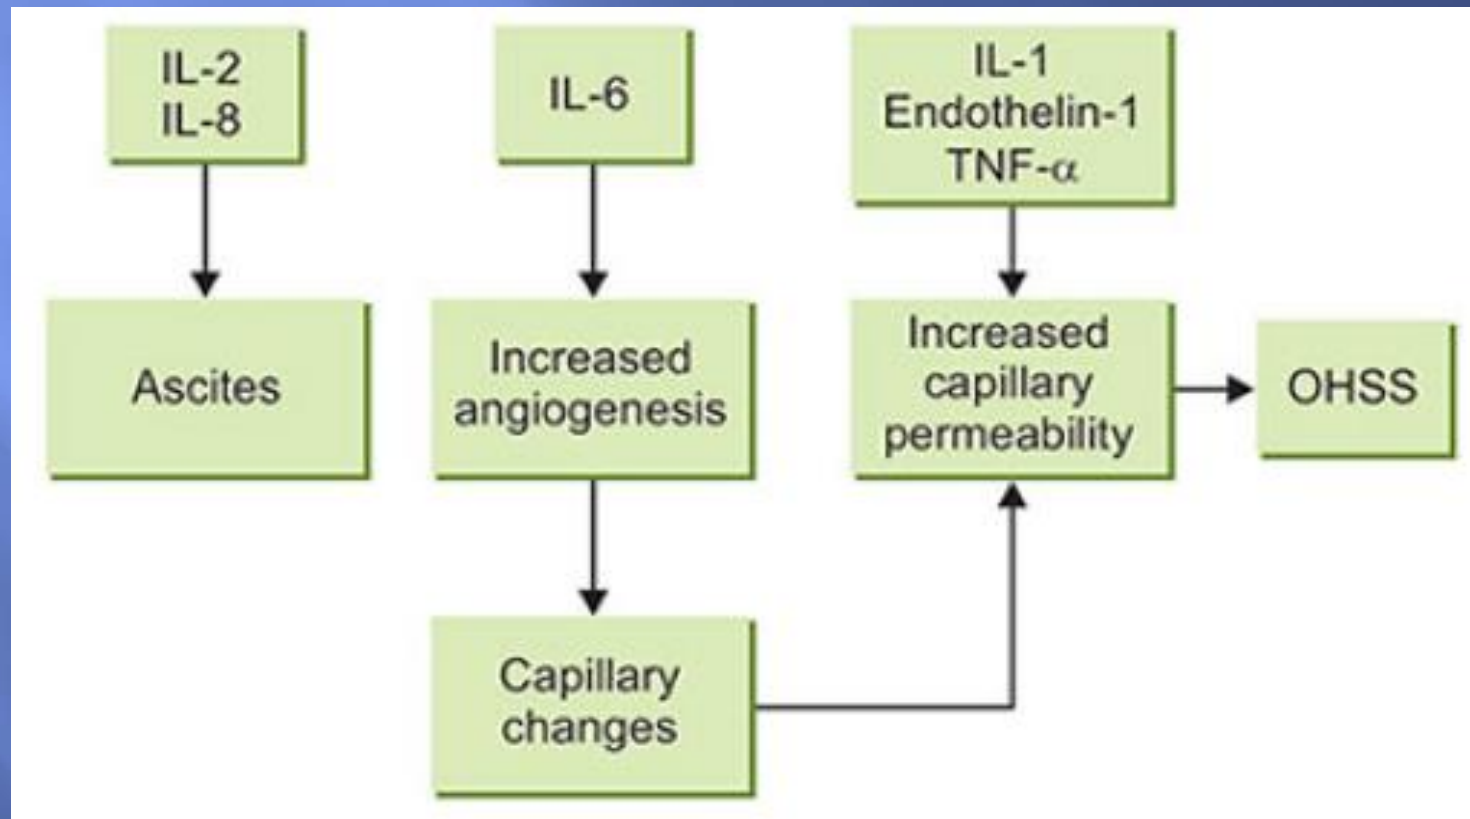 IL-2
IL-8
IL-6
IL-1
Endothelin-1
TNF-α
Ascites
Increased
angiogenesis
Increased
capillary
permeability
OHSS
Capillary
changes